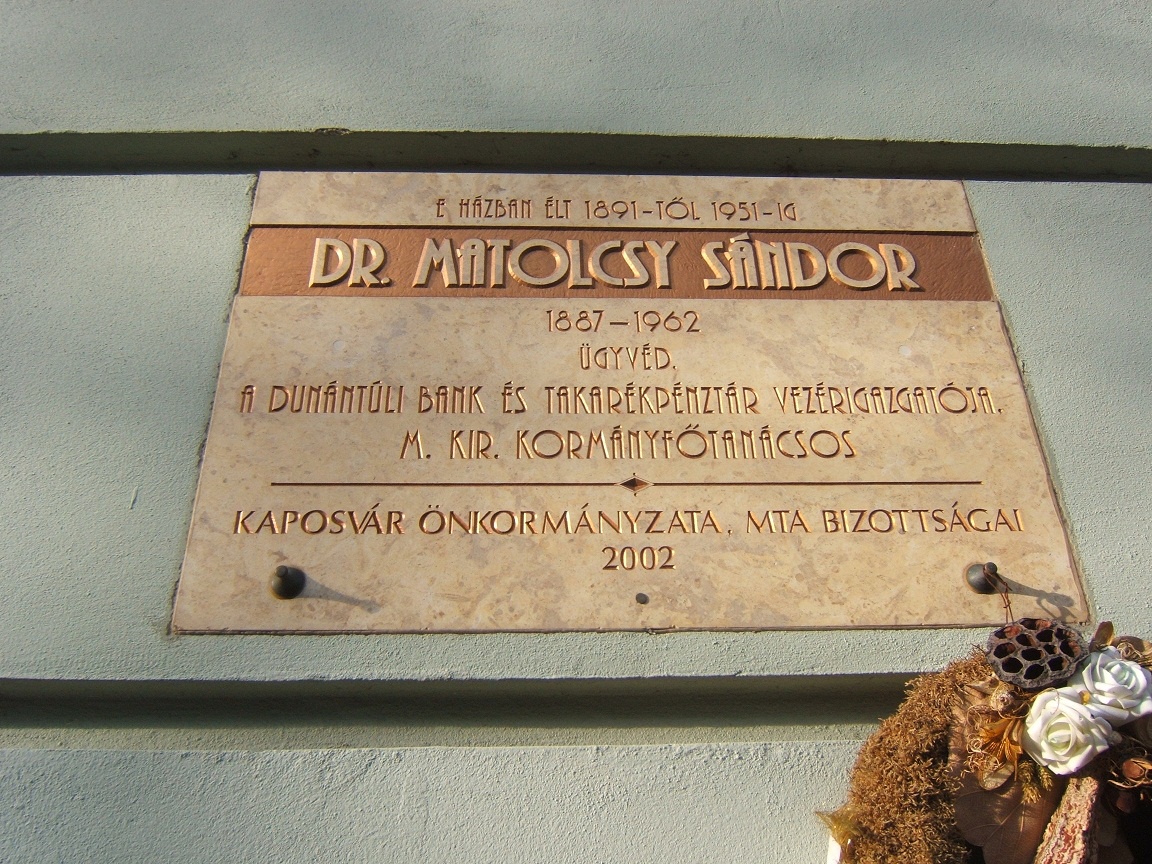 E HÁZBAN ÉLT 1891-TŐL 1951-IG
DR. MATOLCSY SÁNDOR
1887–1962
ÜGYVÉD,
A DUNÁNTÚLI BANK ÉS TAKARÉKPÉNZTÁR VEZÉRIGAZGATÓJA,
M. KIR. KORMÁNYFŐTANÁCSOS
KAPOSVÁR ÖNKORMÁNYZATA, MTA BIZOTTSÁGAI
2002